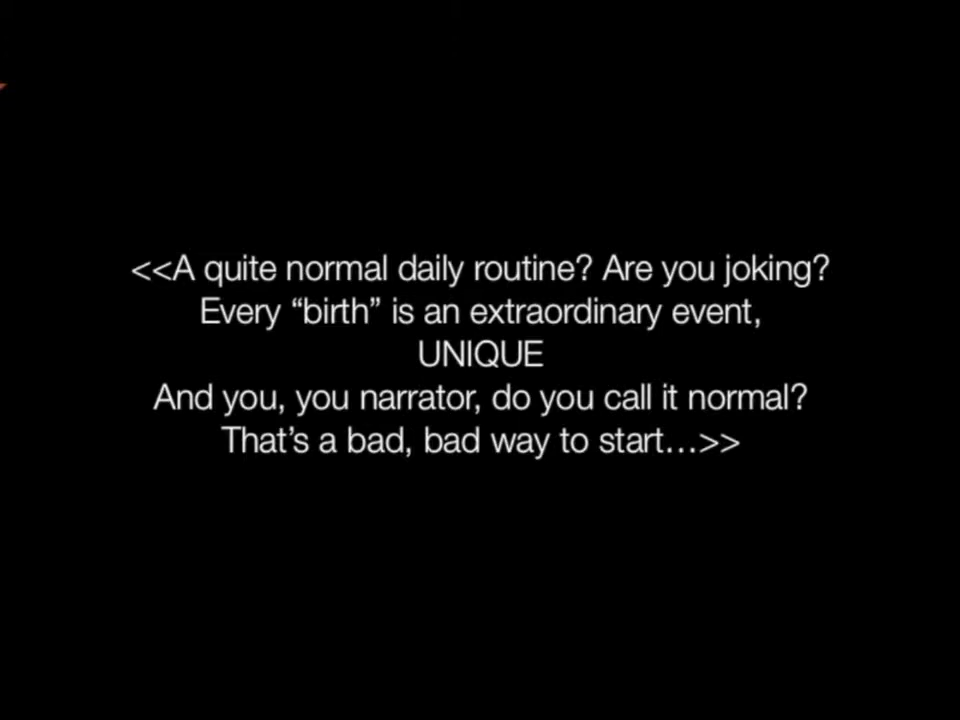 <<A quite normal daily routine? Are you joking?
Every “birth” is an extraordinary event,
UNIQUE
And you, you narrator, do you call it normal?
That’s a bad, bad way to start…>>